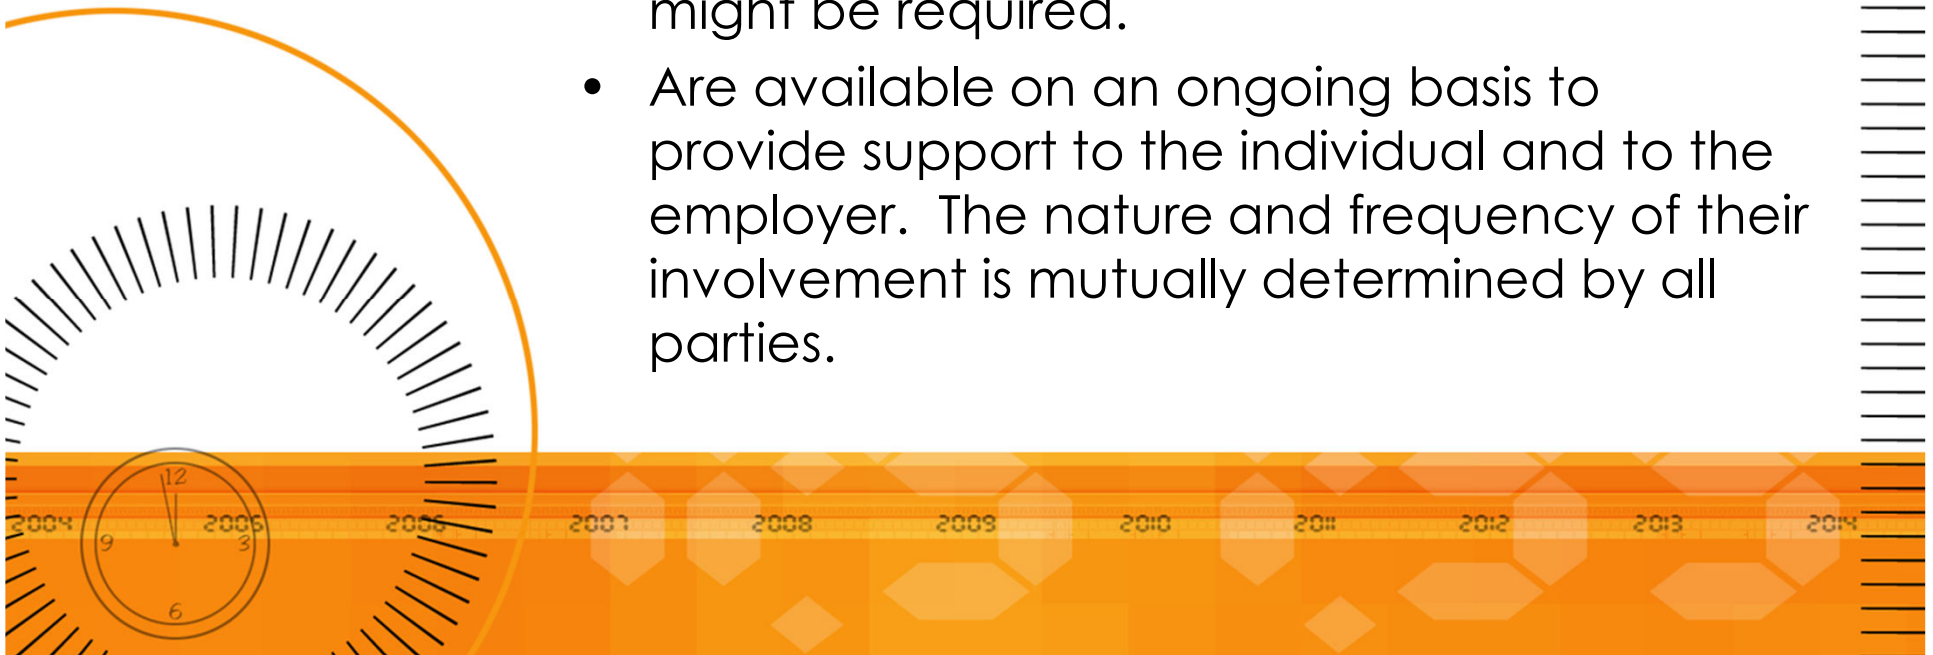 might be required.
• Are available on an ongoing basis to
provide support to the individual and to the
employer.  The nature and frequency of their
involvement is mutually determined by all
parties.
12
2004 2005 2006 2007 2008 2009 2010 2011 2012 2013 2014
9 3
6